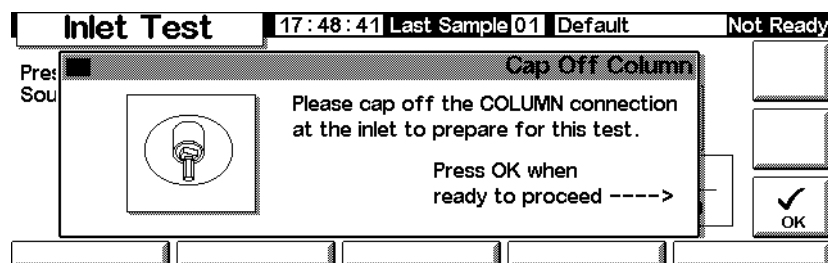 Inlet Test 17:48:41 Last Sample 01 Default Not Ready
Cap Off Column
Pres
Sou
Please cap off the COLUMN connection
at the inlet to prepare for this test.
Press OK when
ready to proceed ---->
OK